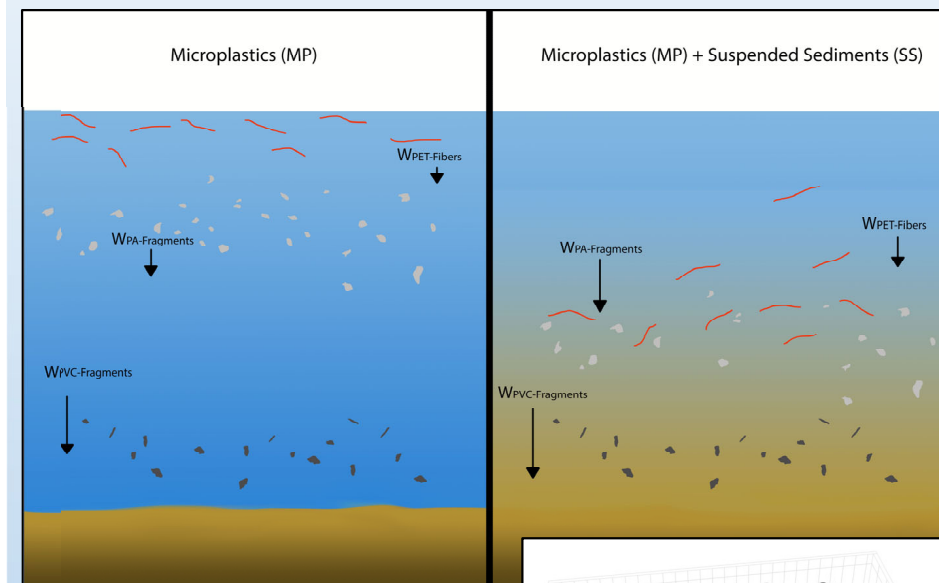 Microplastics (MP)
Microplastics (MP) + Suspended Sediments (SS)
WPET-Fibers
WPA-Fragments
WPVC-Fragments
WPET-Fibers
WPA-Fragments
WPVC-Fragments